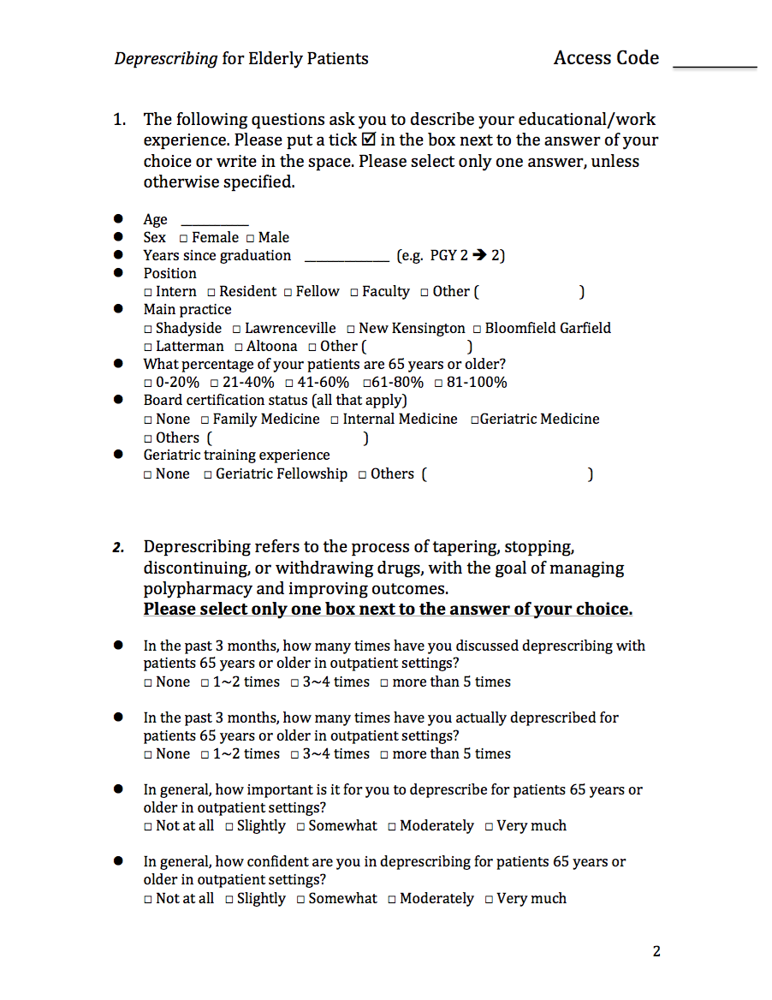 Deprescribing for Elderly Patients Access Code __________
1. The following questions ask you to describe your educational/work
experience. Please put a tick ☑ in the box next to the answer of your
choice or write in the space. Please select only one answer, unless
otherwise specified.
● Age _________
● Sex □ Female □ Male
● Years since graduation ____________ (e.g. PGY 2 ➔ 2)
● Position
□ Intern □ Resident □ Fellow □ Faculty □ Other ( )
● Main practice
□ Shadyside □ Lawrenceville □ New Kensington □ Bloomfield Garfield
□ Latterman □ Altoona □ Other ( )
● What percentage of your patients are 65 years or older?
□ 0-20% □ 21-40% □ 41-60% □61-80% □ 81-100%
● Board certification status (all that apply)
□ None □ Family Medicine □ Internal Medicine □Geriatric Medicine
□ Others ( )
● Geriatric training experience
□ None □ Geriatric Fellowship □ Others ( )
2. Deprescribing refers to the process of tapering, stopping,
discontinuing, or withdrawing drugs, with the goal of managing
polypharmacy and improving outcomes.
Please select only one box next to the answer of your choice.
● In the past 3 months, how many times have you discussed deprescribing with
patients 65 years or older in outpatient settings?
□ None □ 1~2 times □ 3~4 times □ more than 5 times
● In the past 3 months, how many times have you actually deprescribed for
patients 65 years or older in outpatient settings?
□ None □ 1~2 times □ 3~4 times □ more than 5 times
● In general, how important is it for you to deprescribe for patients 65 years or
older in outpatient settings?
□ Not at all □ Slightly □ Somewhat □ Moderately □ Very much
● In general, how confident are you in deprescribing for patients 65 years or
older in outpatient settings?
□ Not at all □ Slightly □ Somewhat □ Moderately □ Very much
2